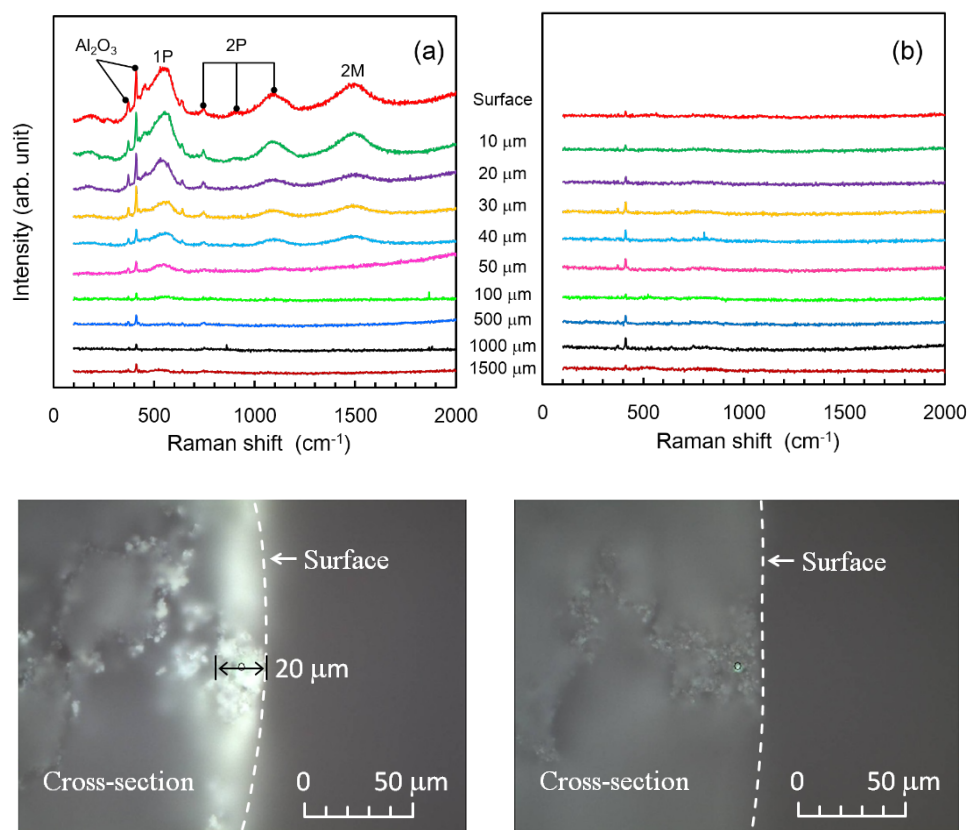 (a)
Al2O3
1P
2P
2M
Intensity (arb. unit)
0 500 1000 1500 2000
Raman shift (cm-1)
Surface
10 μm
20 μm
30 μm
40 μm
50 μm
100 μm
500 μm
1000 μm
1500 μm
(b)
0 500 1000 1500 2000
Raman shift (cm-1)
Surface
20 μm
Cross-section
0 50 μm
Surface
Cross-section
0 50 μm